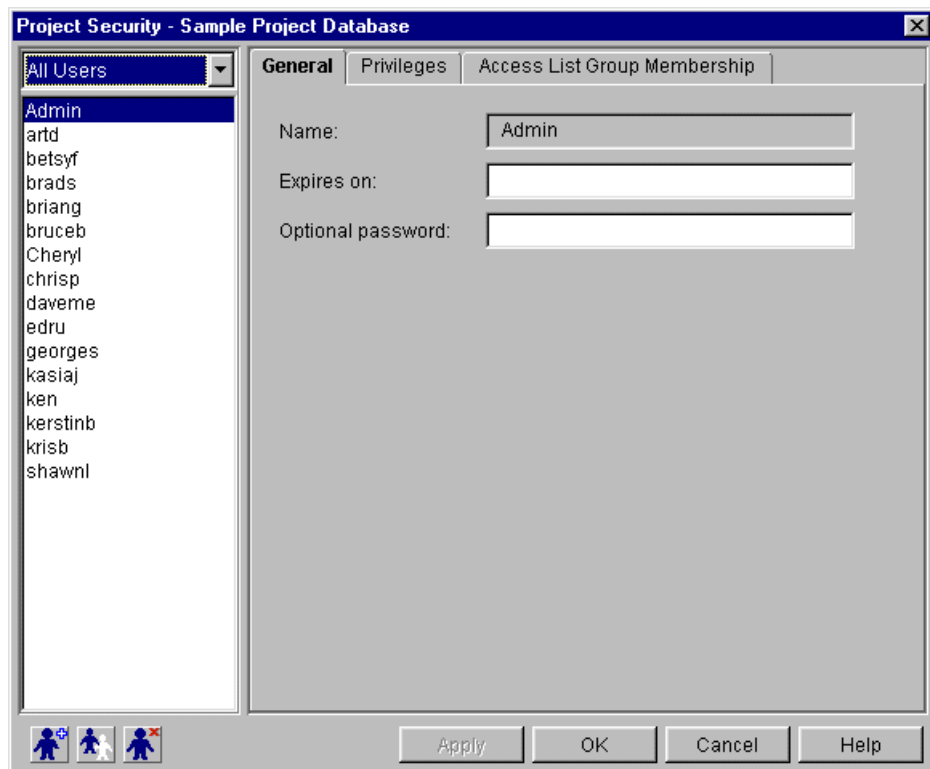 Project Security - Sample Project Database
All Users
Admin
artd
betsyf
brads
briang
bruceb
Cheryl
chrisp
daveme
edru
georges
kasiaj
ken
kerstinb
krisb
shawnl
General
Privileges
Access List Group Membership
Name:
Admin
Expires on:
Optional password:
Apply
OK
Cancel
Help